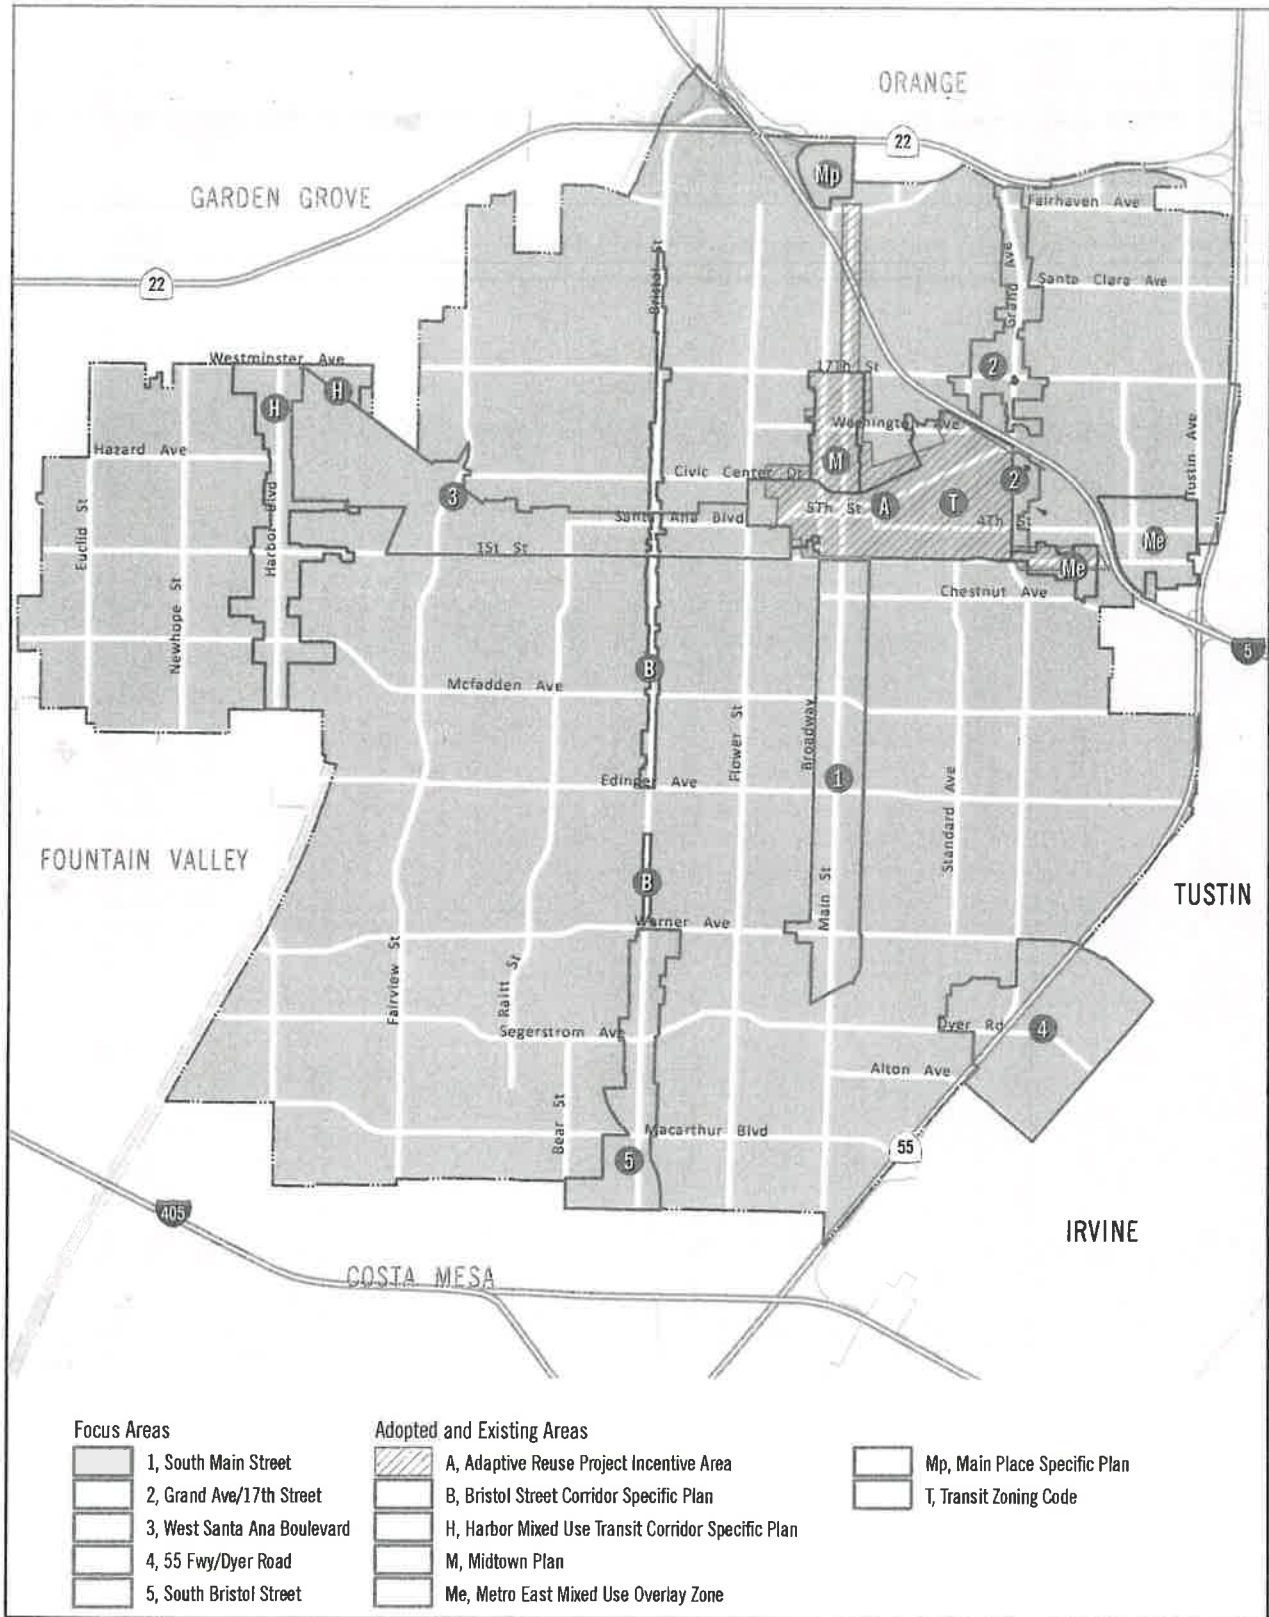 ORANGE
22
Mp
GARDEN GROVE
Fairhaven Ave
Bristol St
Grand Ave
Santa Clara Ave
22
Westminster Ave
17Th St
2
H
H
Washington Ave
Tustin Ave
Hazard Ave
M
Civic Center Dr
3
2
Euclid St
Harbor Blvd
5Th St
A
T
Santa Ana Blvd
4Th St
Me
1St St
Me
Newhope St
Chestnut Ave
5
B
Mcfadden Ave
Flower St
Broadway
Edinger Ave
1
Standard Ave
FOUNTAIN VALLEY
B
Main St
TUSTIN
Warner Ave
Fairview St
Raitt St
Segerstrom Ave
Dyer Rd
4
Alton Ave
Bear St
Macarthur Blvd
5
55
405
IRVINE
COSTA MESA
Focus Areas
1, South Main Street
2, Grand Ave/17th Street
3, West Santa Ana Boulevard
4, 55 Fwy/Dyer Road
5, South Bristol Street
Adopted and Existing Areas
A, Adaptive Reuse Project Incentive Area
B, Bristol Street Corridor Specific Plan
H, Harbor Mixed Use Transit Corridor Specific Plan
M, Midtown Plan
Me, Metro East Mixed Use Overlay Zone
Mp, Main Place Specific Plan
T, Transit Zoning Code